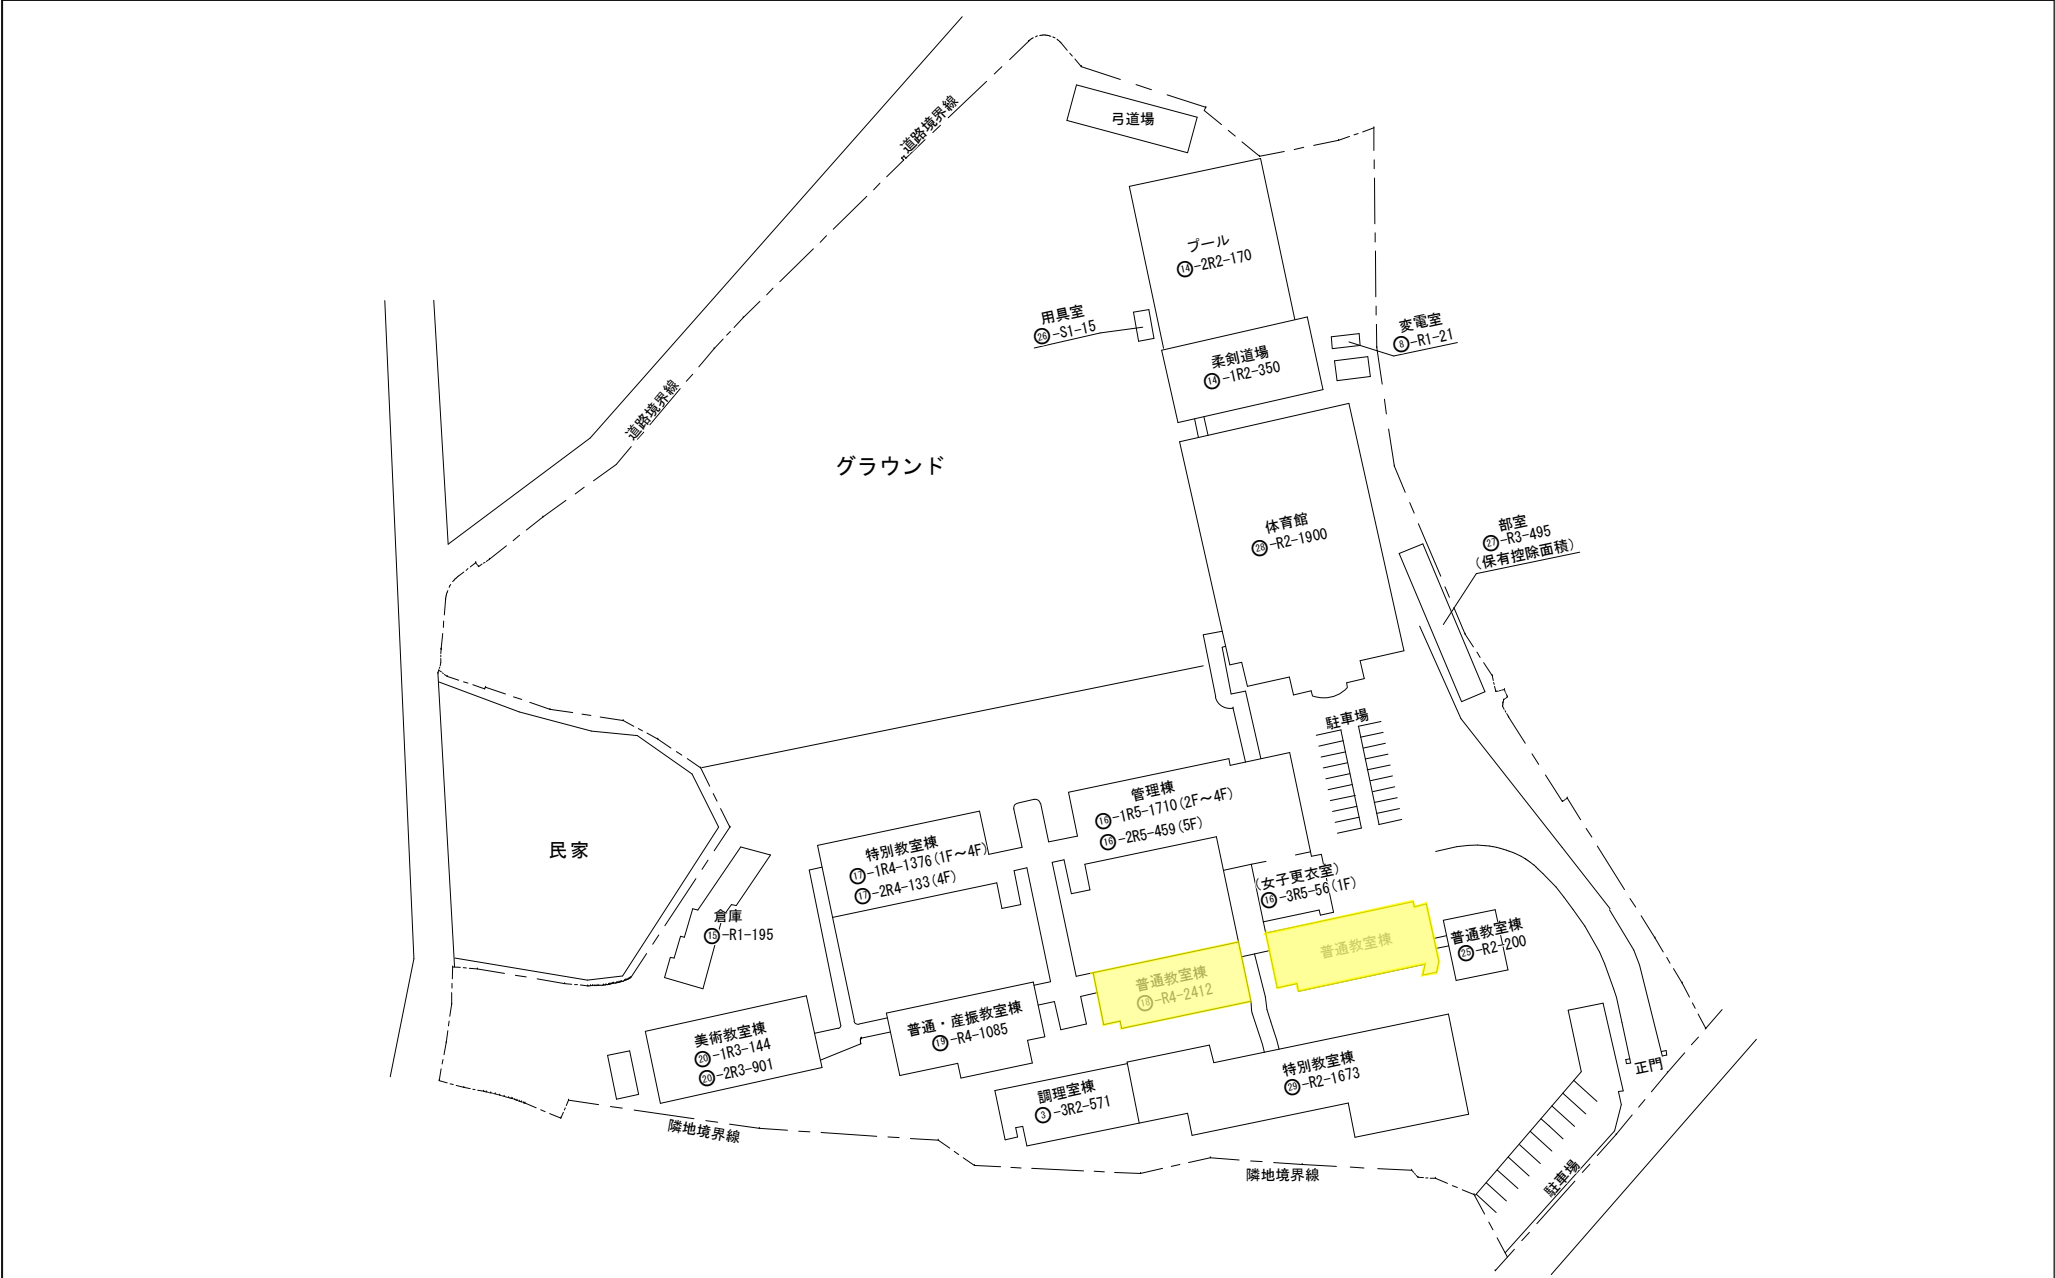 道路境界線
弓道場
プール
⑭-2R2-170
用具室
㉖-S1-15
変電室
⑧-R1-21
柔剣道場
⑭-1R2-350
道路境界線
グラウンド
体育館
㉘-R2-1900
部室
㉗-R3-495
(保有控除面積)
駐車場
管理棟
⑯-1R5-1710(2F～4F)
⑯-2R5-459(5F)
特別教室棟
⑰-1R4-1376(1F～4F)
⑰-2R4-133(4F)
民家
(女子更衣室)
⑯-3R5-56(1F)
倉庫
⑮-R1-195
普通教室棟
普通教室棟
㉕-R2-200
普通教室棟
⑱-R4-2412
普通・産振教室棟
⑲-R4-1085
美術教室棟
⑳-1R3-144
⑳-2R3-901
特別教室棟
㉙-R2-1673
正門
調理室棟
③-3R2-571
隣地境界線
隣地境界線
駐車場